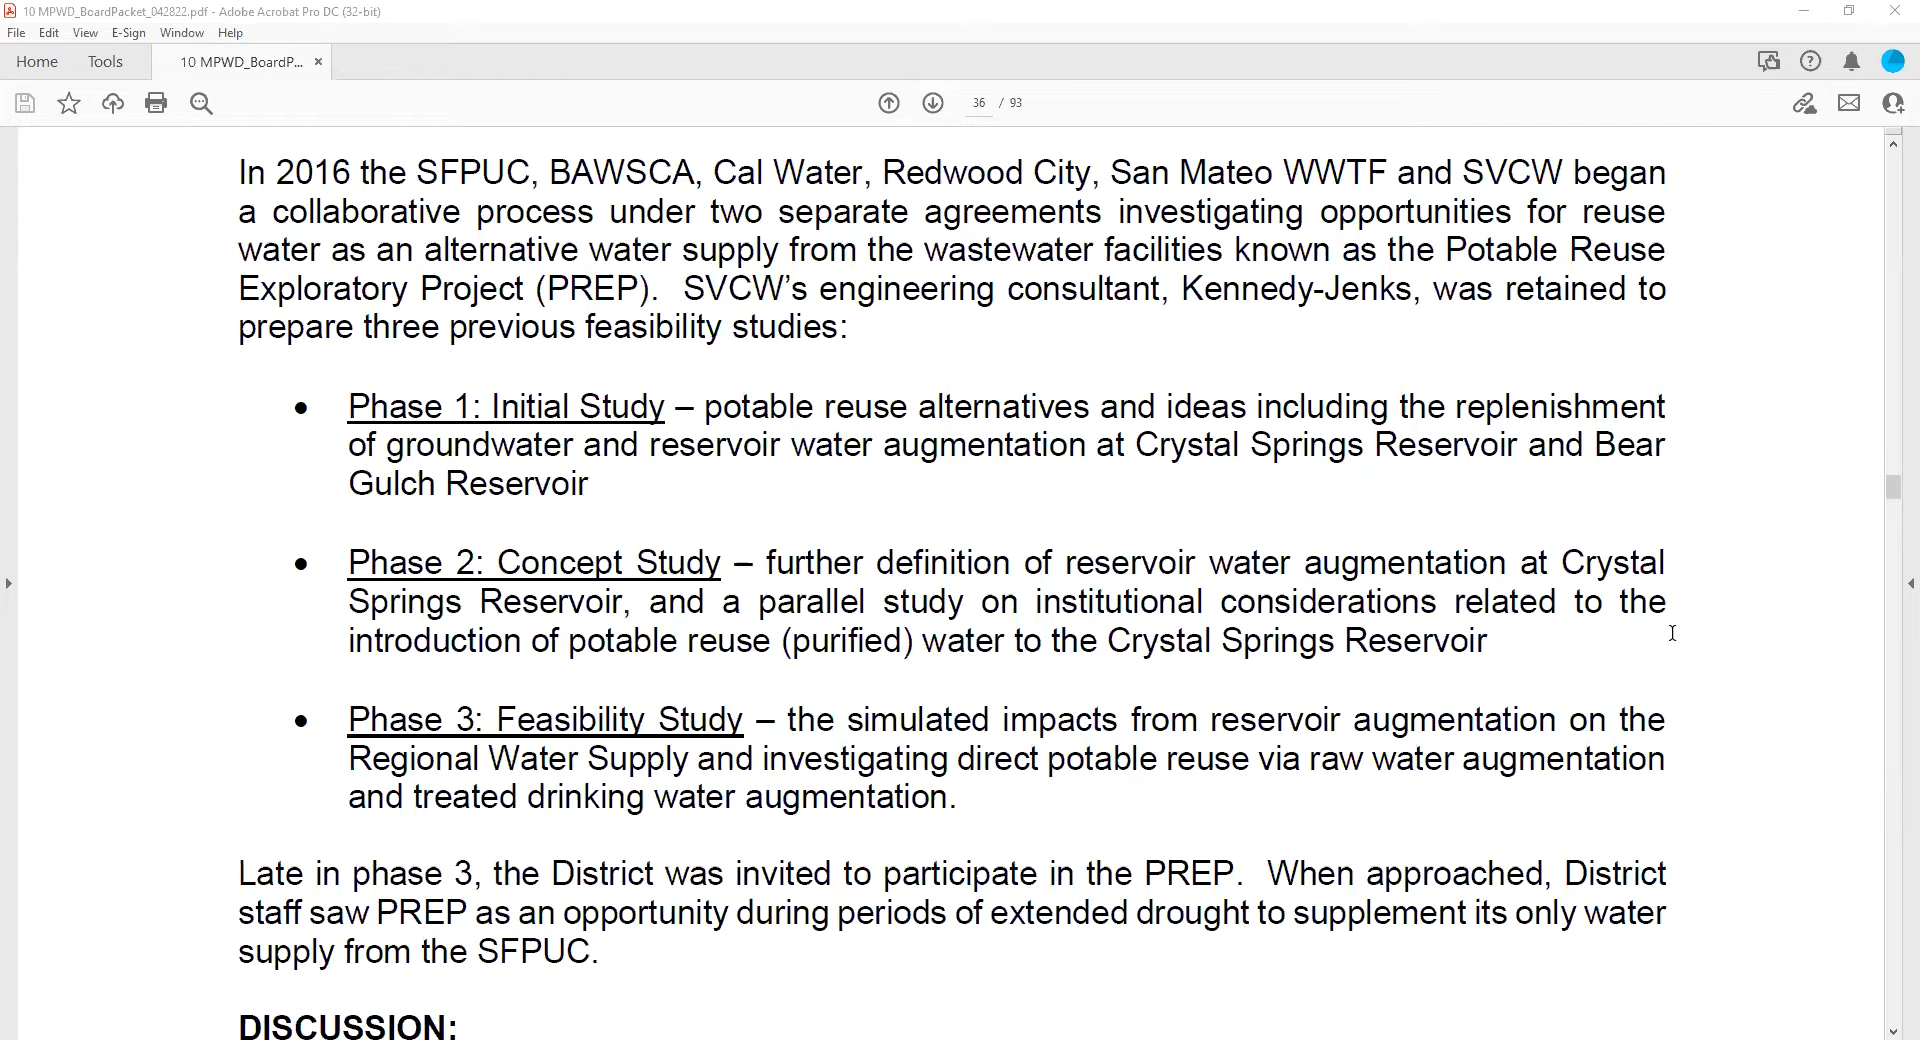 10 MPWD_BoardPacket_042822.pdf - Adobe Acrobat Pro DC (32-bit)
File Edit View E-Sign Window Help
Home Tools 10 MPWD_BoardP... ×
36 / 93
In 2016 the SFPUC, BAWSCA, Cal Water, Redwood City, San Mateo WWTF and SVCW began
a collaborative process under two separate agreements investigating opportunities for reuse
water as an alternative water supply from the wastewater facilities known as the Potable Reuse
Exploratory Project (PREP). SVCW’s engineering consultant, Kennedy-Jenks, was retained to
prepare three previous feasibility studies:
• Phase 1: Initial Study – potable reuse alternatives and ideas including the replenishment
of groundwater and reservoir water augmentation at Crystal Springs Reservoir and Bear
Gulch Reservoir
• Phase 2: Concept Study – further definition of reservoir water augmentation at Crystal
Springs Reservoir, and a parallel study on institutional considerations related to the
introduction of potable reuse (purified) water to the Crystal Springs Reservoir
• Phase 3: Feasibility Study – the simulated impacts from reservoir augmentation on the
Regional Water Supply and investigating direct potable reuse via raw water augmentation
and treated drinking water augmentation.
Late in phase 3, the District was invited to participate in the PREP. When approached, District
staff saw PREP as an opportunity during periods of extended drought to supplement its only water
supply from the SFPUC.
DISCUSSION: